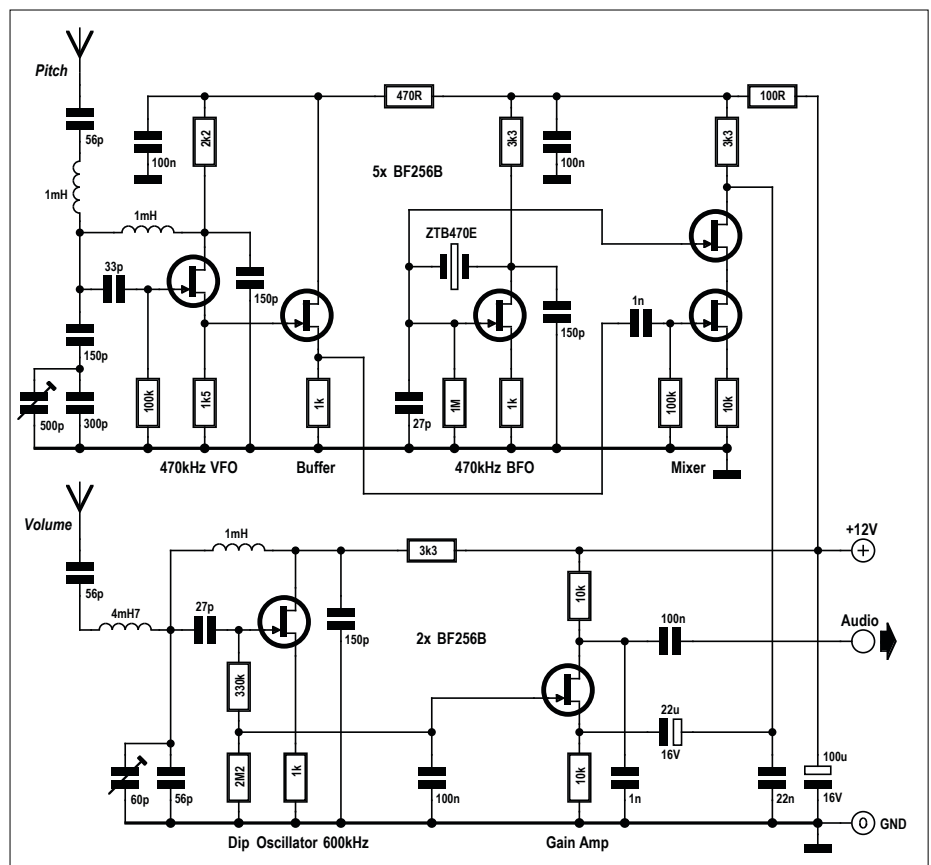 Pitch
470R
100R
56p
100n
2k2
3k3
100n
3k3
5x BF256B
1mH
1mH
ZTB470E
33p
150p
1n
150p
150p
500p
300p
100k
1k5
1k
27p
1M
1k
100k
10k
470kHz VFO
Buffer
470kHz BFO
Mixer
Volume
+12V
1mH
3k3
56p
10k
4mH7
27p
150p
100n
Audio
2x BF256B
330k
22u
16V
100u
16V
60p
56p
2M2
1k
100n
10k
1n
22n
GND
Dip Oscillator 600kHz
Gain Amp